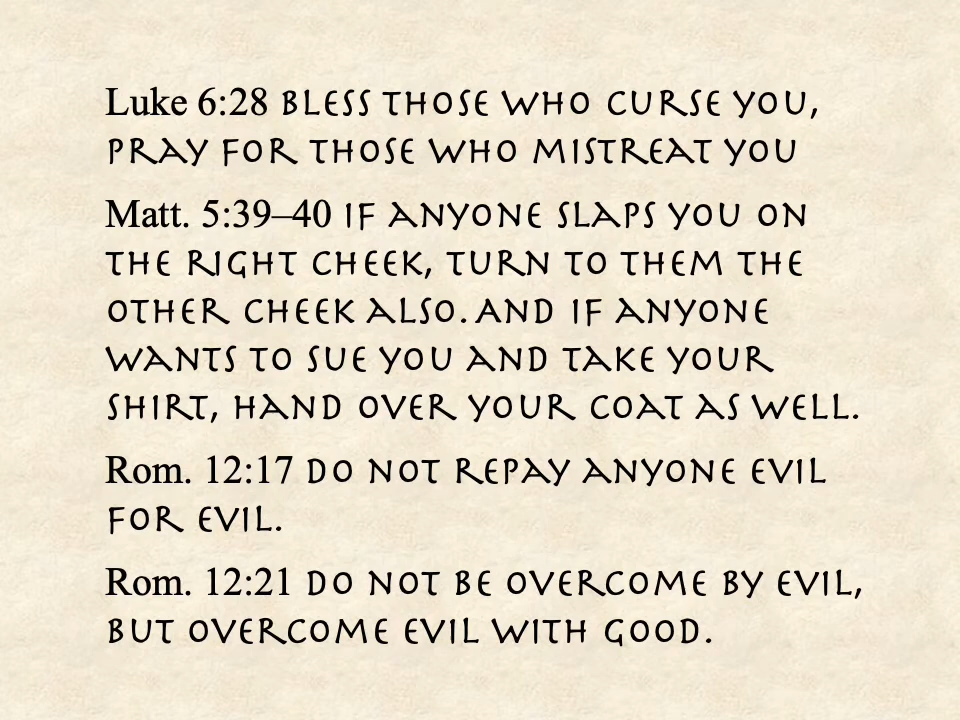 Luke 6:28 Bless those who curse you,
pray for those who mistreat you
Matt. 5:39–40 If anyone slaps you on
the right cheek, turn to them the
other cheek also. And if anyone
wants to sue you and take your
shirt, hand over your coat as well.
Rom. 12:17 Do not repay anyone evil
for evil.
Rom. 12:21 Do not be overcome by evil,
but overcome evil with good.